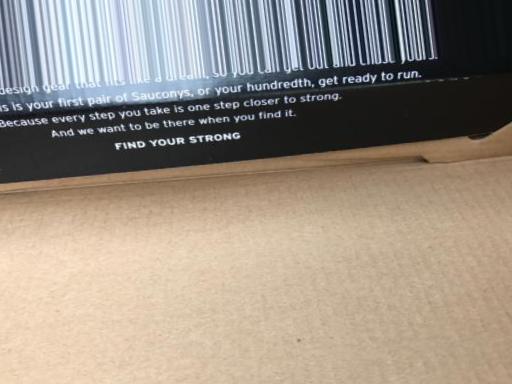 design gear that fits like a dream, so you can get out and
is is your first pair of Sauconys, or your hundredth, get ready to run.
Because every step you take is one step closer to strong.
And we want to be there when you find it.
FIND YOUR STRONG